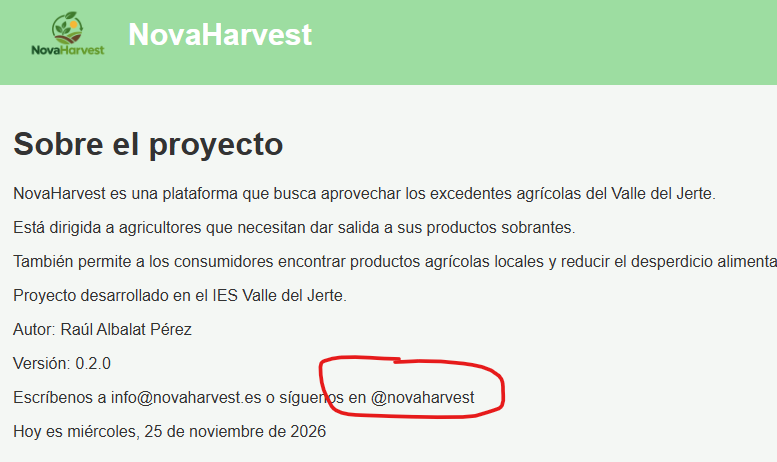 NovaHarvest
NovaHarvest
Sobre el proyecto
NovaHarvest es una plataforma que busca aprovechar los excedentes agrícolas del Valle del Jerte.
Está dirigida a agricultores que necesitan dar salida a sus productos sobrantes.
También permite a los consumidores encontrar productos agrícolas locales y reducir el desperdicio alimenta
Proyecto desarrollado en el IES Valle del Jerte.
Autor: Raúl Albalat Pérez
Versión: 0.2.0
Escríbenos a info@novaharvest.es o síguenos en @novaharvest
Hoy es miércoles, 25 de noviembre de 2026